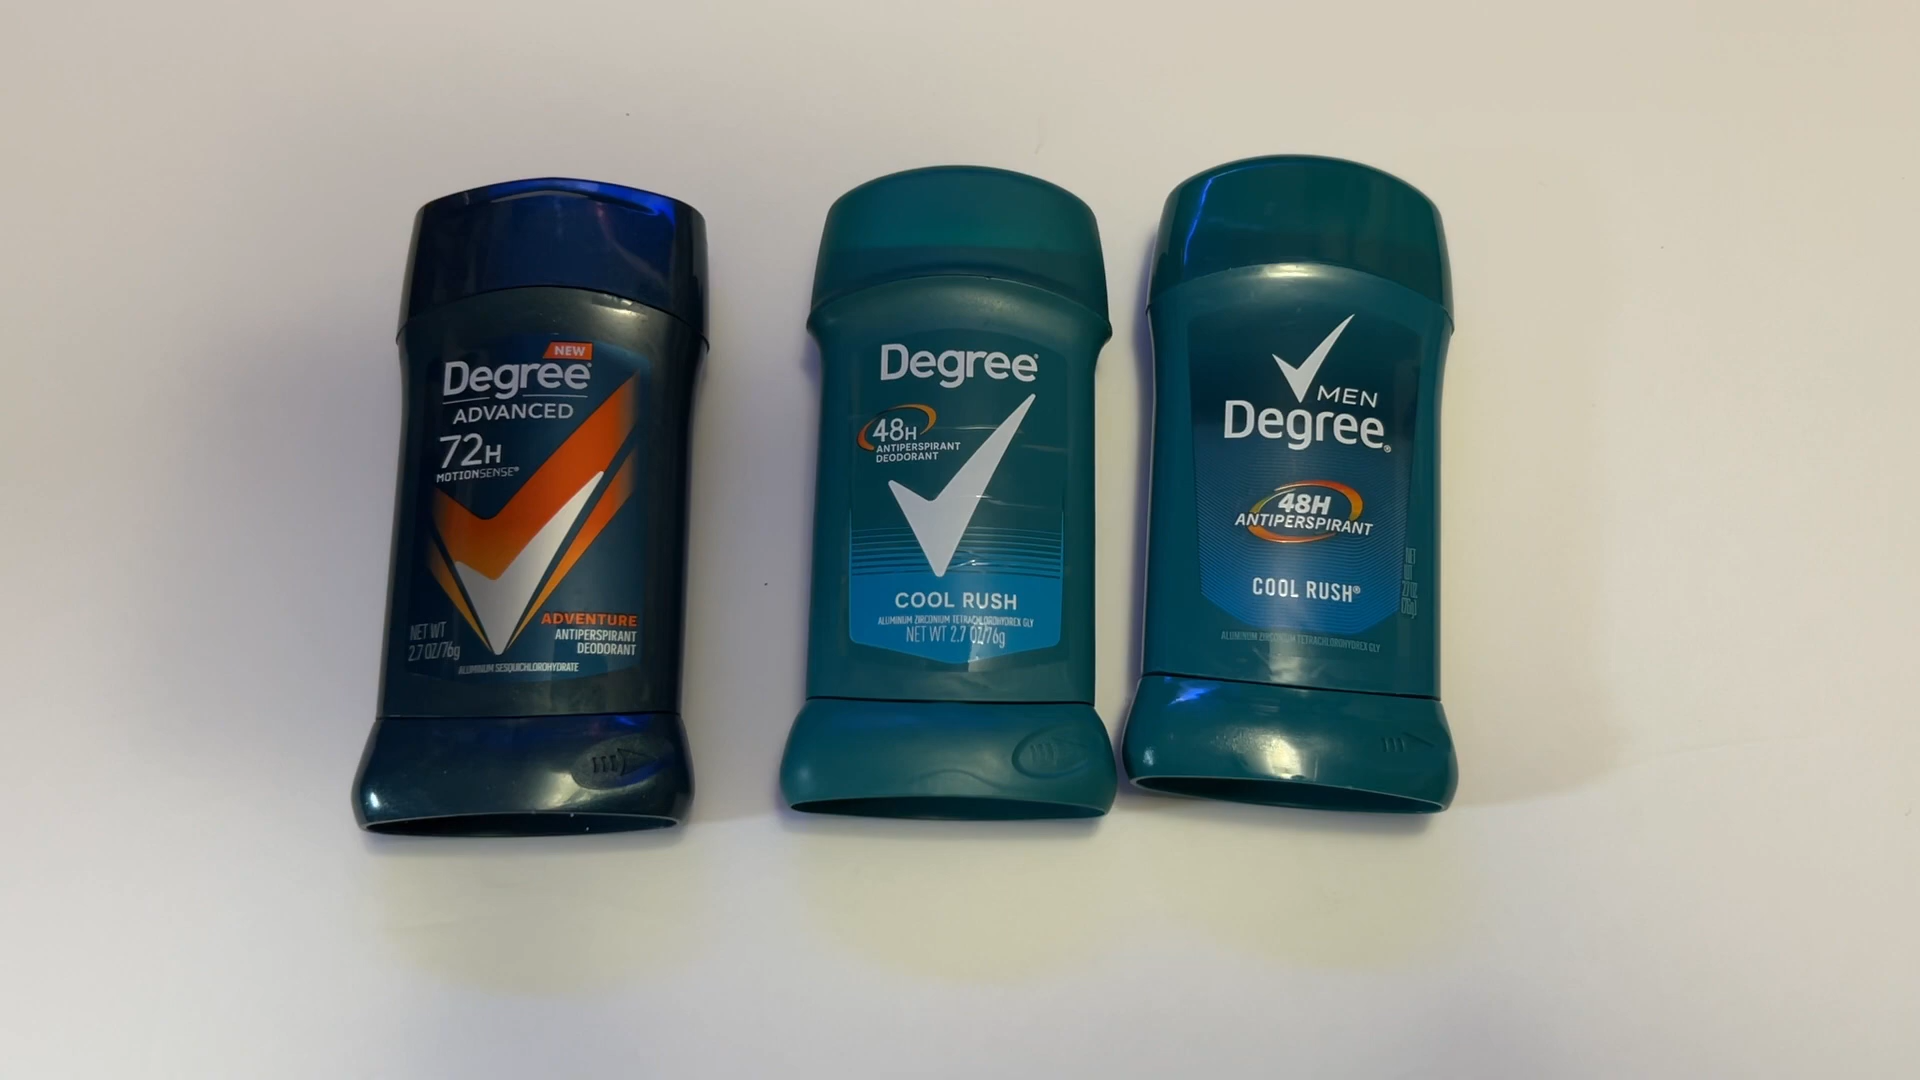 NEW
Degree®
ADVANCED
72H
MOTIONSENSE®
ADVENTURE
ANTIPERSPIRANT
DEODORANT
NET WT
2.7 OZ/76g
ALUMINUM SESQUICHLOROHYDRATE
Degree®
48H
ANTIPERSPIRANT
DEODORANT
COOL RUSH
ALUMINUM ZIRCONIUM TETRACHLOROHYDREX GLY
NET WT 2.7 OZ/76g
MEN
Degree®
48H
ANTIPERSPIRANT
COOL RUSH®
ALUMINUM ZIRCONIUM TETRACHLOROHYDREX GLY